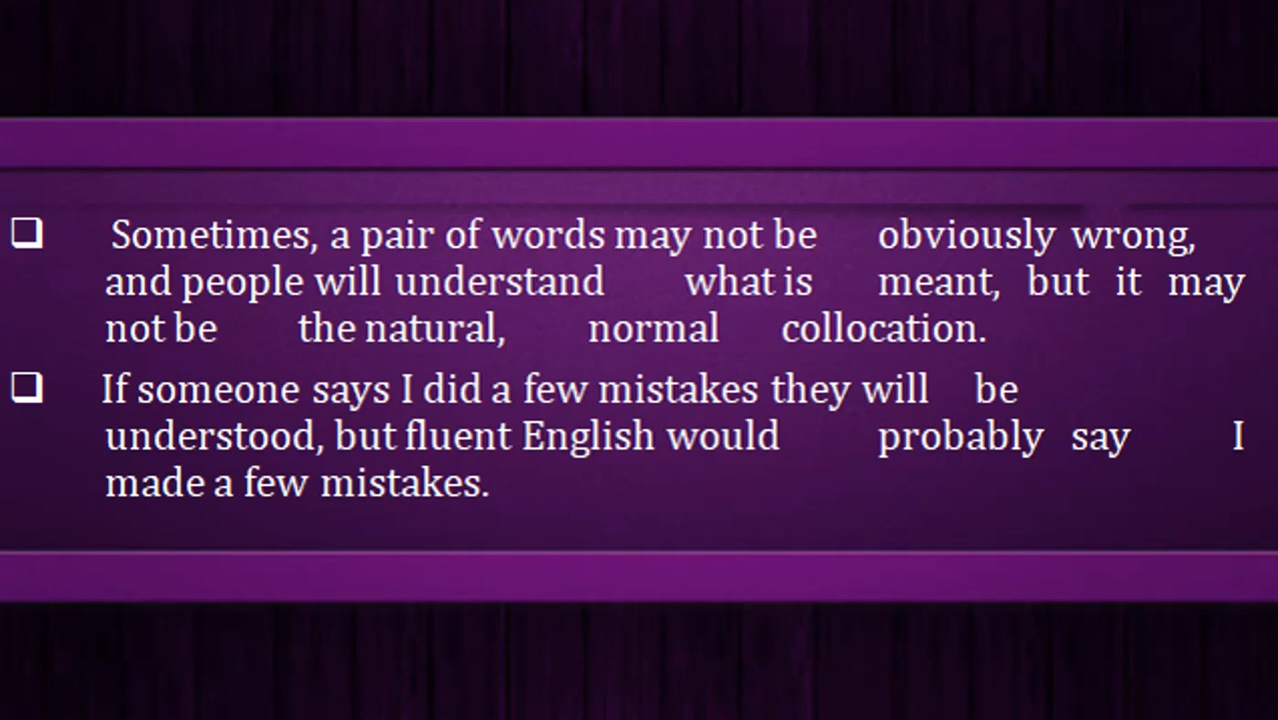 Sometimes, a pair of words may not be obviously wrong,
and people will understand what is meant, but it may
not be the natural, normal collocation.
If someone says I did a few mistakes they will be
understood, but fluent English would probably say I
made a few mistakes.